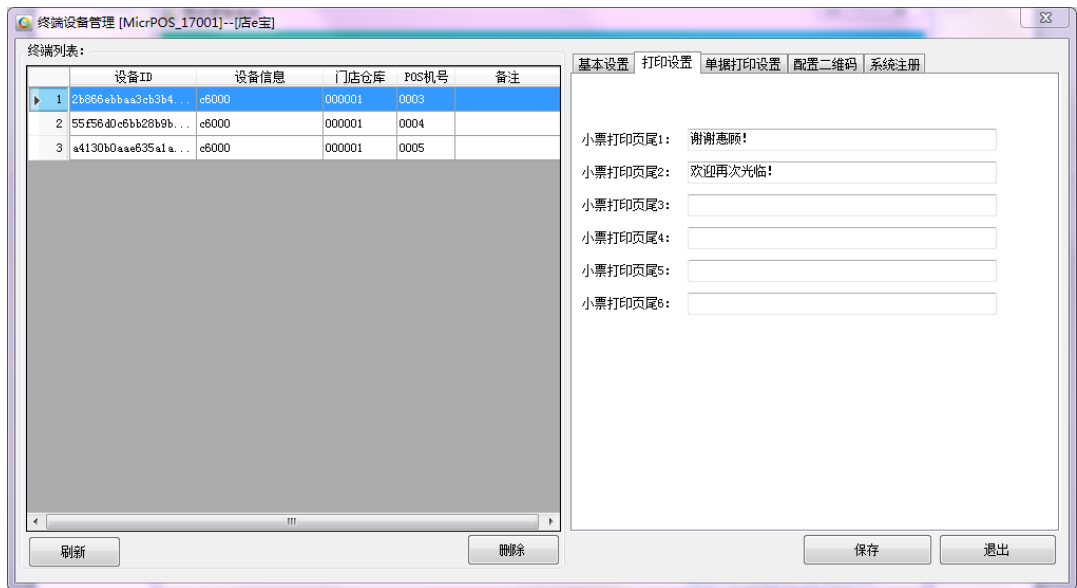 终端设备管理 [MicrPOS_17001]--[店e宝]
终端列表:
设备ID 设备信息 门店仓库 POS机号 备注
1 2b866ebbaa3cb3b4... c6000 000001 0003
2 55f56d0c6bb28b9b... c6000 000001 0004
3 a4130b0aae635a1a... c6000 000001 0005
刷新 删除
基本设置 打印设置 单据打印设置 配置二维码 系统注册
小票打印页尾1: 谢谢惠顾!
小票打印页尾2: 欢迎再次光临!
小票打印页尾3:
小票打印页尾4:
小票打印页尾5:
小票打印页尾6:
保存 退出